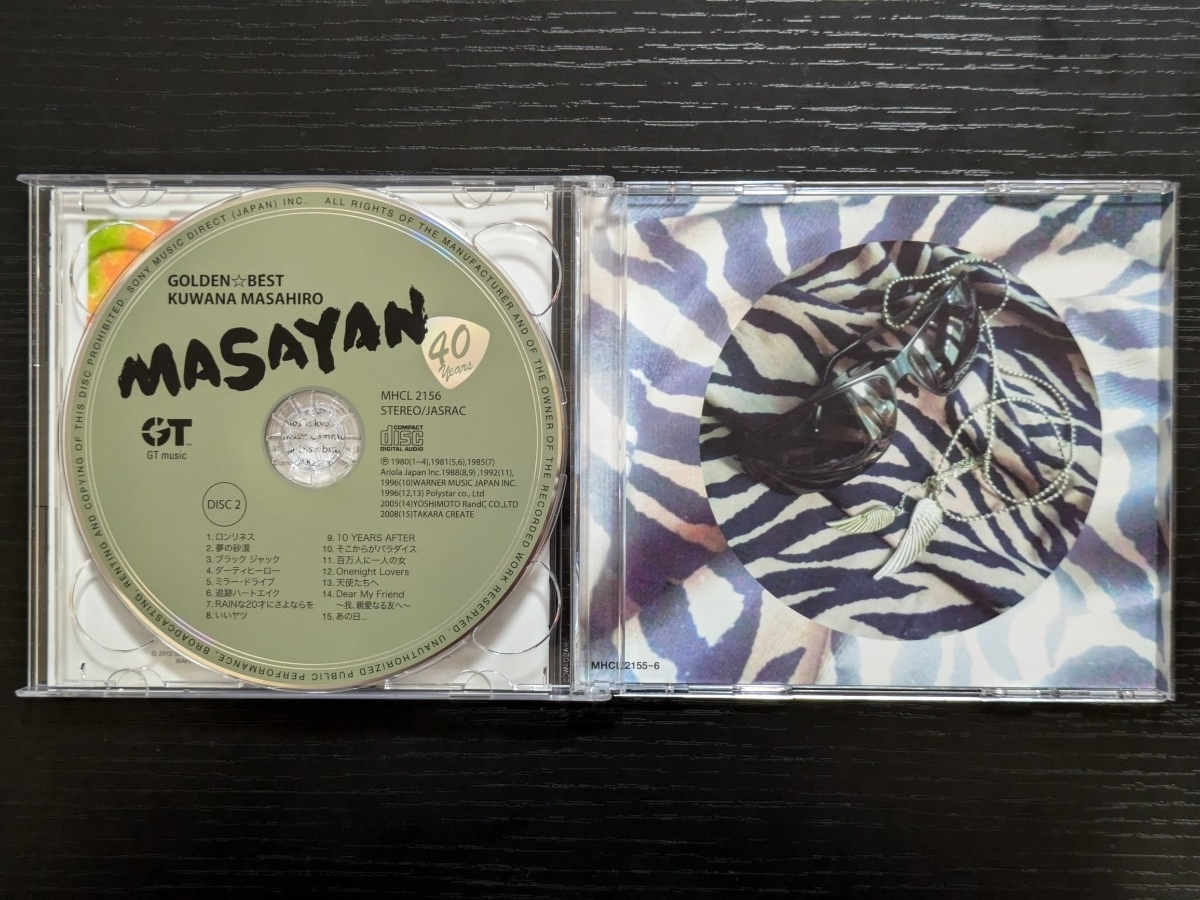 SONY MUSIC DIRECT (JAPAN) INC. ALL RIGHTS OF THE MANUFACTURER AND OF THE OWNER OF THE RECORDED WORK RESERVED. UNAUTHORIZED PUBLIC PERFORMANCE, BROADCASTING, RENTING AND COPYING OF THIS DISC PROHIBITED.
GOLDEN☆BEST
KUWANA MASAHIRO
MASAYAN
40
Years
GT
GT music
MHCL 2156
STEREO/JASRAC
COMPACT
disc
DIGITAL AUDIO
℗ 1980(1~4),1981(5,6),1985(7)
Ariola Japan Inc.1988(8,9) ,1992(11),
1996(10)WARNER MUSIC JAPAN INC.
1996(12,13) Polystar co., Ltd
2005(14)YOSHIMOTO RandC CO.,LTD
2008(15)TAKARA CREATE
DISC 2
1. ロンリネス
2. 夢の砂漠
3. ブラック ジャック
4. ダーティヒーロー
5. ミラー・ドライブ
6. 追跡ハートエイク
7. RAINな20才にさよならを
8. いいヤツ
9. 10 YEARS AFTER
10. そこからがパラダイス
11. 百万人に一人の女
12. Onenight Lovers
13. 天使たちへ
14. Dear My Friend
～我、親愛なる友へ～
15. あの日...
MHCL 2155~6